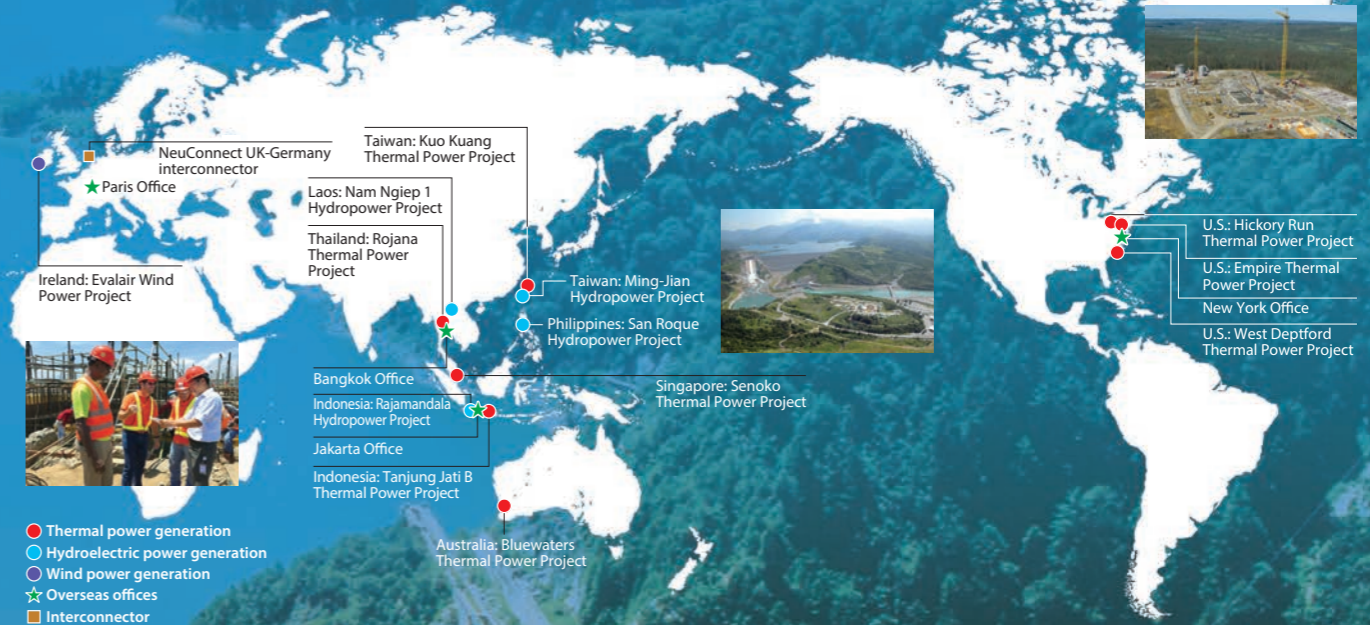 NeuConnect UK-Germany
interconnector
Paris Office
Ireland: Evalair Wind
Power Project
Taiwan: Kuo Kuang
Thermal Power Project
Laos: Nam Ngiep 1
Hydropower Project
Thailand: Rojana
Thermal Power
Project
Taiwan: Ming-Jian
Hydropower Project
Philippines: San Roque
Hydropower Project
Bangkok Office
Singapore: Senoko
Thermal Power Project
Indonesia: Rajamandala
Hydropower Project
Jakarta Office
Indonesia: Tanjung Jati B
Thermal Power Project
Australia: Bluewaters
Thermal Power Project
U.S.: Hickory Run
Thermal Power Project
U.S.: Empire Thermal
Power Project
New York Office
U.S.: West Deptford
Thermal Power Project
Thermal power generation
Hydroelectric power generation
Wind power generation
Overseas offices
Interconnector